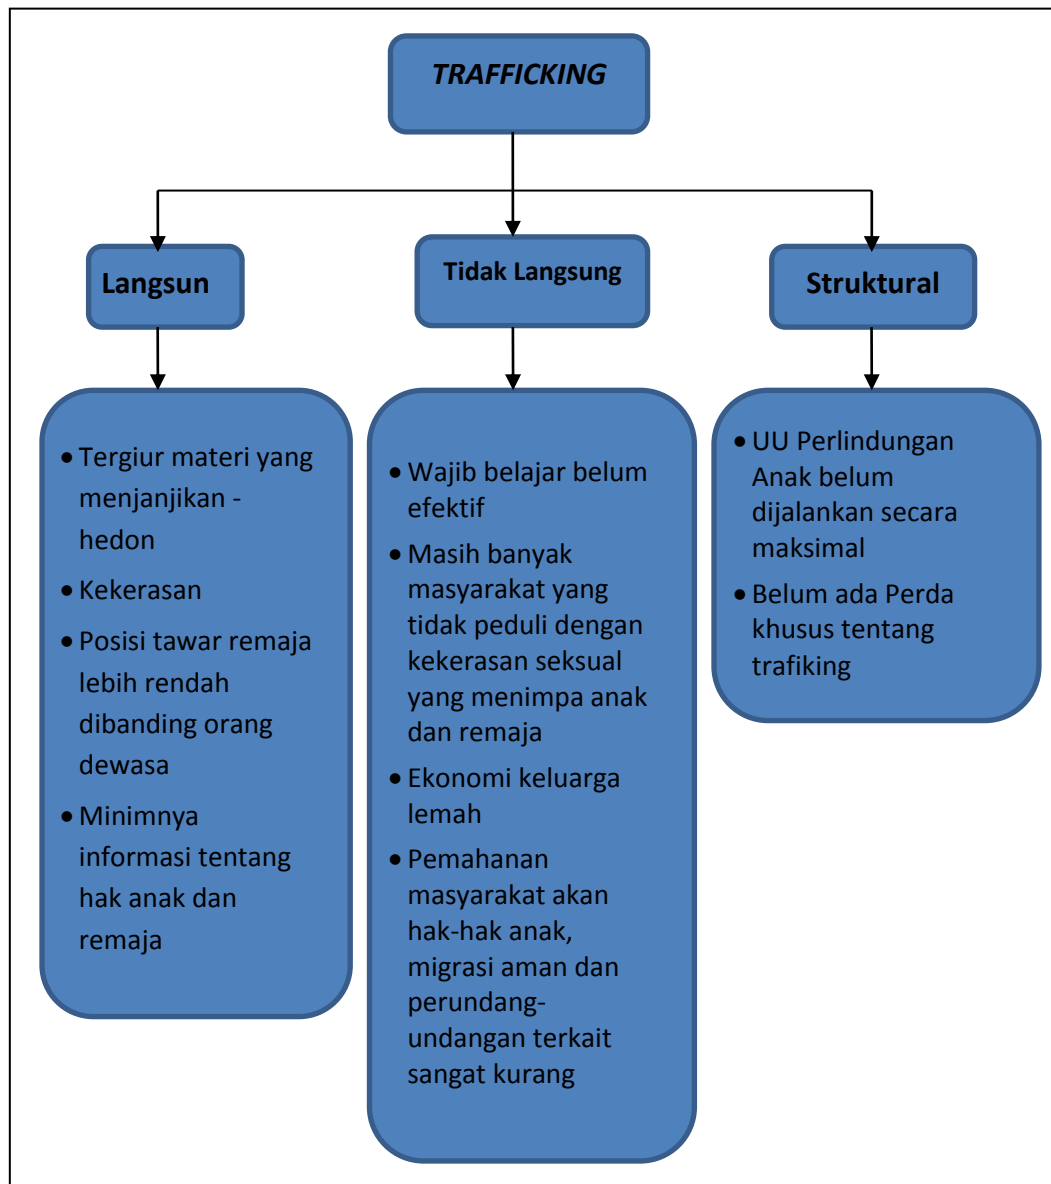 TRAFFICKING
Langsun
Tidak Langsung
Struktural
• Tergiur materi yang
menjanjikan -
hedon
• Kekerasan
• Posisi tawar remaja
lebih rendah
dibanding orang
dewasa
• Minimnya
informasi tentang
hak anak dan
remaja
• Wajib belajar belum
efektif
• Masih banyak
masyarakat yang
tidak peduli dengan
kekerasan seksual
yang menimpa anak
dan remaja
• Ekonomi keluarga
lemah
• Pemahanan
masyarakat akan
hak-hak anak,
migrasi aman dan
perundang-
undangan terkait
sangat kurang
• UU Perlindungan
Anak belum
dijalankan secara
maksimal
• Belum ada Perda
khusus tentang
trafiking